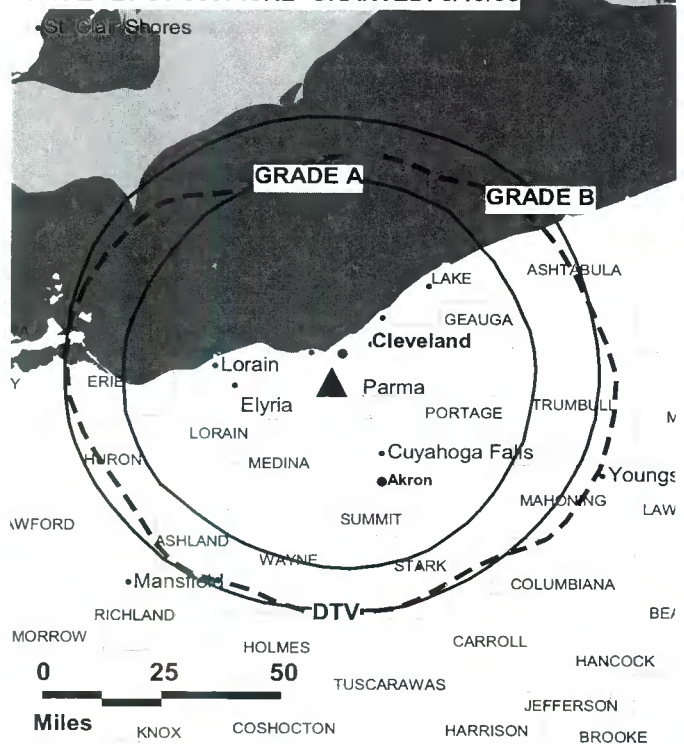 St. Clair Shores
GRADE A
GRADE B
ASHTABULA
LAKE
GEAUGA
Cleveland
Lorain
ERIE
Parma
Elyria
PORTAGE
TRUMBULL
LORAIN
Cuyahoga Falls
HURON
MEDINA
Youngs
Akron
MAHONING
LAW
AWFORD
SUMMIT
ASHLAND
WAYNE
STARK
Mansfield
COLUMBIANA
DTV
RICHLAND
BEA
MORROW
HOLMES
CARROLL
HANCOCK
0 25 50
TUSCARAWAS
JEFFERSON
Miles
KNOX
COSHOCTON
HARRISON
BROOKE